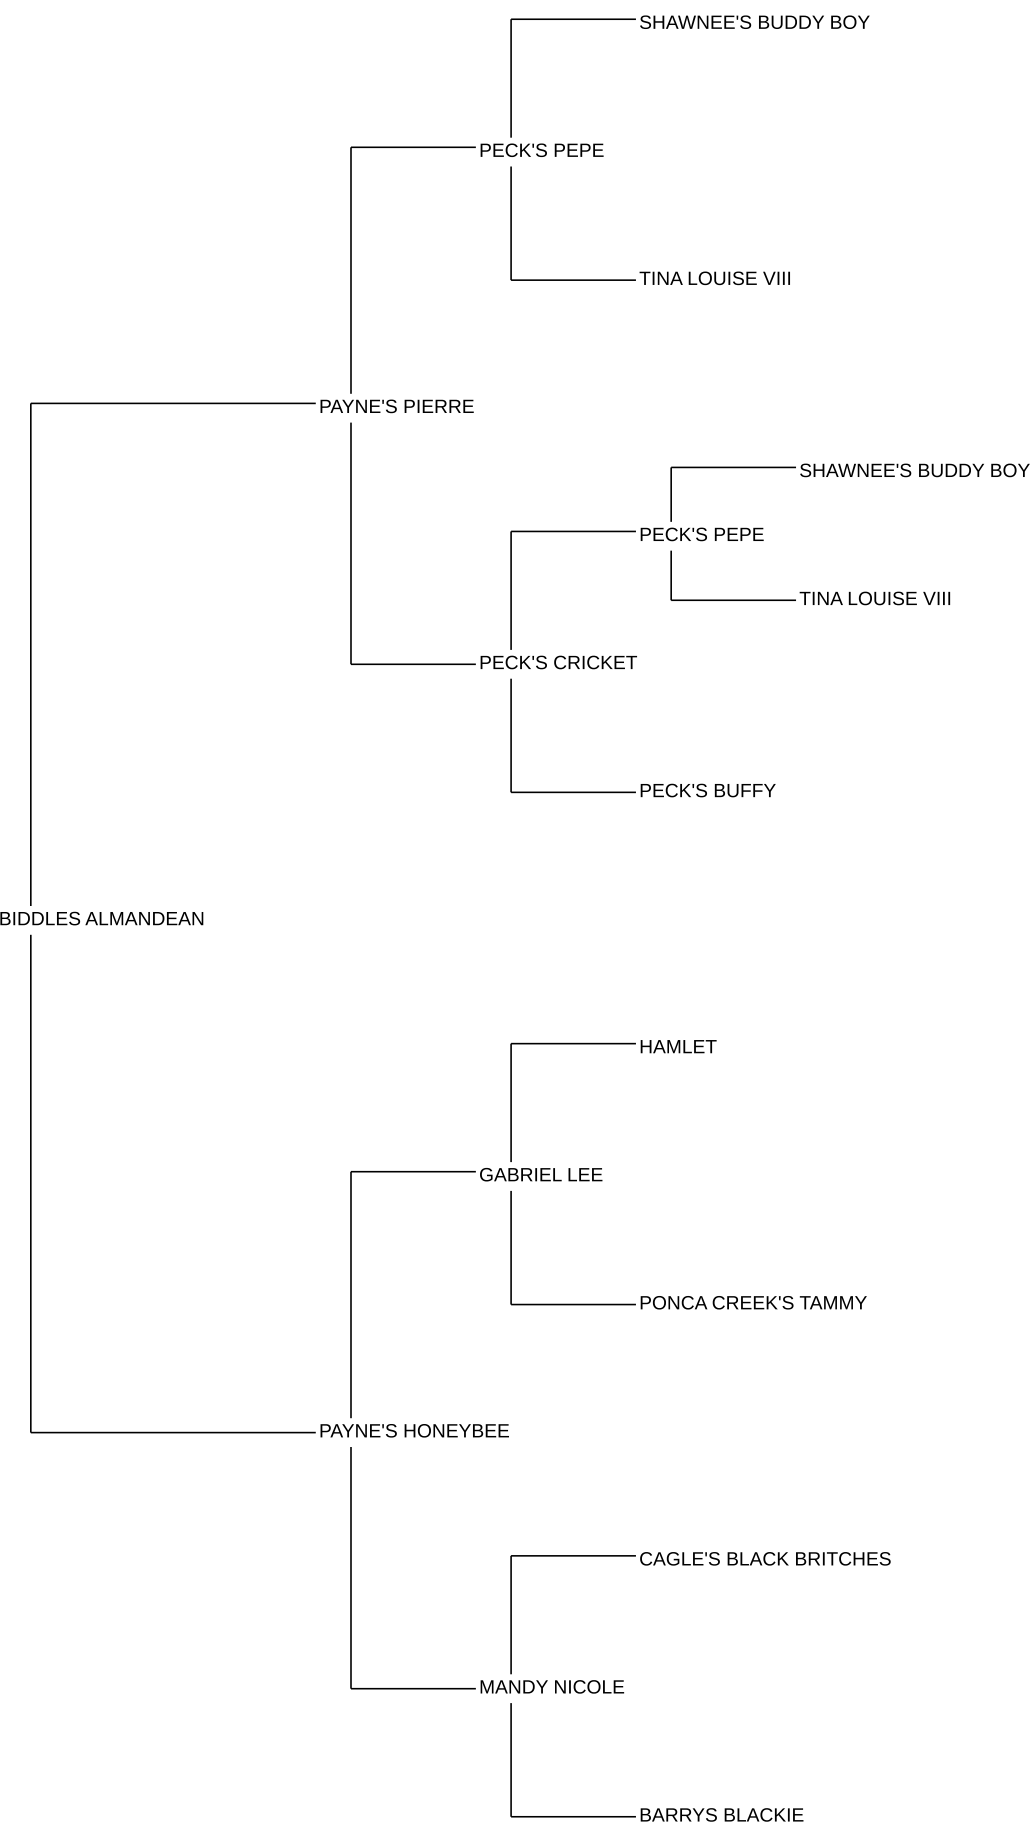 SHAWNEE'S BUDDY BOY
PECK'S PEPE
TINA LOUISE VIII
PAYNE'S PIERRE
SHAWNEE'S BUDDY BOY
PECK'S PEPE
TINA LOUISE VIII
PECK'S CRICKET
PECK'S BUFFY
BIDDLES ALMANDEAN
HAMLET
GABRIEL LEE
PONCA CREEK'S TAMMY
PAYNE'S HONEYBEE
CAGLE'S BLACK BRITCHES
MANDY NICOLE
BARRYS BLACKIE